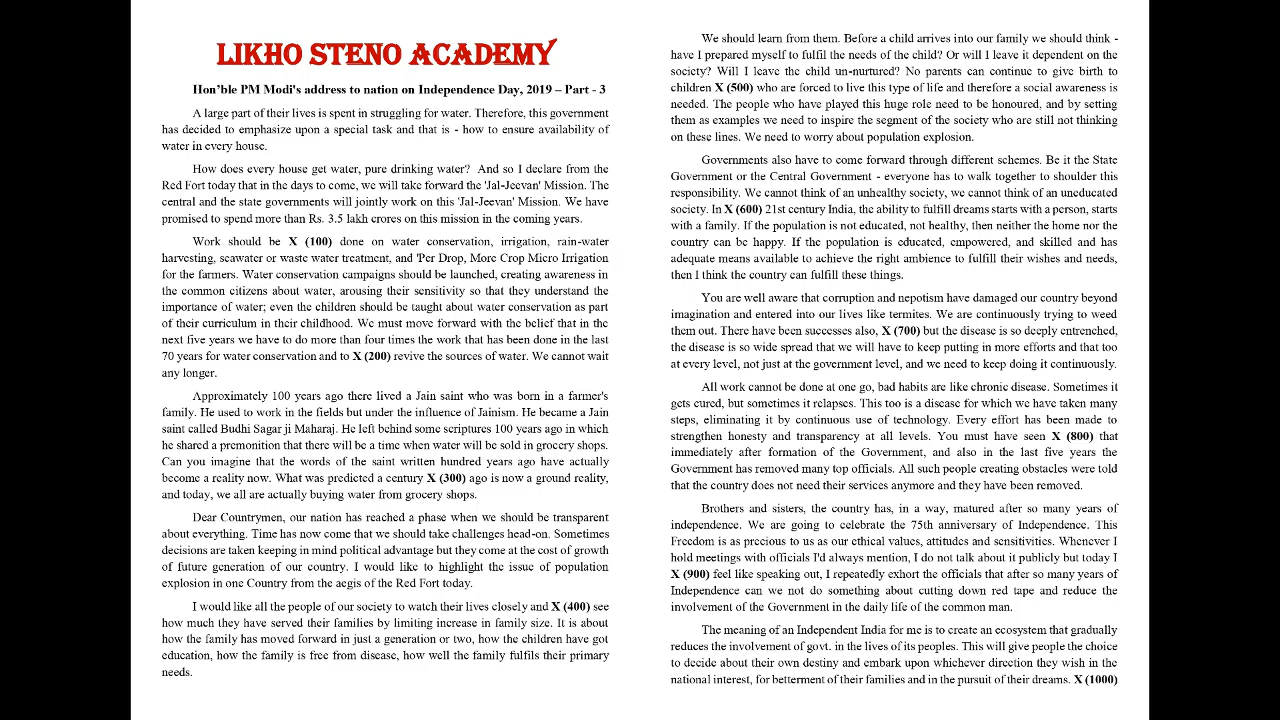 LIKHO STENO ACADEMY
Hon'ble PM Modi's address to nation on Independence Day, 2019 – Part - 3
A large part of their lives is spent in struggling for water. Therefore, this government
has decided to emphasize upon a special task and that is - how to ensure availability of
water in every house.
How does every house get water, pure drinking water?  And so I declare from the
Red Fort today that in the days to come, we will take forward the 'Jal-Jeevan' Mission. The
central and the state governments will jointly work on this 'Jal-Jeevan' Mission. We have
promised to spend more than Rs. 3.5 lakh crores on this mission in the coming years.
Work should be X (100) done on water conservation, irrigation, rain-water
harvesting, seawater or waste water treatment, and 'Per Drop, More Crop Micro Irrigation
for the farmers. Water conservation campaigns should be launched, creating awareness in
the common citizens about water, arousing their sensitivity so that they understand the
importance of water; even the children should be taught about water conservation as part
of their curriculum in their childhood. We must move forward with the belief that in the
next five years we have to do more than four times the work that has been done in the last
70 years for water conservation and to X (200) revive the sources of water. We cannot wait
any longer.
Approximately 100 years ago there lived a Jain saint who was born in a farmer's
family. He used to work in the fields but under the influence of Jainism. He became a Jain
saint called Budhi Sagar ji Maharaj. He left behind some scriptures 100 years ago in which
he shared a premonition that there will be a time when water will be sold in grocery shops.
Can you imagine that the words of the saint written hundred years ago have actually
become a reality now. What was predicted a century X (300) ago is now a ground reality,
and today, we all are actually buying water from grocery shops.
Dear Countrymen, our nation has reached a phase when we should be transparent
about everything. Time has now come that we should take challenges head-on. Sometimes
decisions are taken keeping in mind political advantage but they come at the cost of growth
of future generation of our country. I would like to highlight the issue of population
explosion in one Country from the aegis of the Red Fort today.
I would like all the people of our society to watch their lives closely and X (400) see
how much they have served their families by limiting increase in family size. It is about
how the family has moved forward in just a generation or two, how the children have got
education, how the family is free from disease, how well the family fulfils their primary
needs.
We should learn from them. Before a child arrives into our family we should think -
have I prepared myself to fulfil the needs of the child? Or will I leave it dependent on the
society? Will I leave the child un-nurtured? No parents can continue to give birth to
children X (500) who are forced to live this type of life and therefore a social awareness is
needed. The people who have played this huge role need to be honoured, and by setting
them as examples we need to inspire the segment of the society who are still not thinking
on these lines. We need to worry about population explosion.
Governments also have to come forward through different schemes. Be it the State
Government or the Central Government - everyone has to walk together to shoulder this
responsibility. We cannot think of an unhealthy society, we cannot think of an uneducated
society. In X (600) 21st century India, the ability to fulfill dreams starts with a person, starts
with a family. If the population is not educated, not healthy, then neither the home nor the
country can be happy. If the population is educated, empowered, and skilled and has
adequate means available to achieve the right ambience to fulfill their wishes and needs,
then I think the country can fulfill these things.
You are well aware that corruption and nepotism have damaged our country beyond
imagination and entered into our lives like termites. We are continuously trying to weed
them out. There have been successes also, X (700) but the disease is so deeply entrenched,
the disease is so wide spread that we will have to keep putting in more efforts and that too
at every level, not just at the government level, and we need to keep doing it continuously.
All work cannot be done at one go, bad habits are like chronic disease. Sometimes it
gets cured, but sometimes it relapses. This too is a disease for which we have taken many
steps, eliminating it by continuous use of technology. Every effort has been made to
strengthen honesty and transparency at all levels. You must have seen X (800) that
immediately after formation of the Government, and also in the last five years the
Government has removed many top officials. All such people creating obstacles were told
that the country does not need their services anymore and they have been removed.
Brothers and sisters, the country has, in a way, matured after so many years of
independence. We are going to celebrate the 75th anniversary of Independence. This
Freedom is as precious to us as our ethical values, attitudes and sensitivities. Whenever I
hold meetings with officials I'd always mention, I do not talk about it publicly but today I
X (900) feel like speaking out, I repeatedly exhort the officials that after so many years of
Independence can we not do something about cutting down red tape and reduce the
involvement of the Government in the daily life of the common man.
The meaning of an Independent India for me is to create an ecosystem that gradually
reduces the involvement of govt. in the lives of its peoples. This will give people the choice
to decide about their own destiny and embark upon whichever direction they wish in the
national interest, for betterment of their families and in the pursuit of their dreams. X (1000)